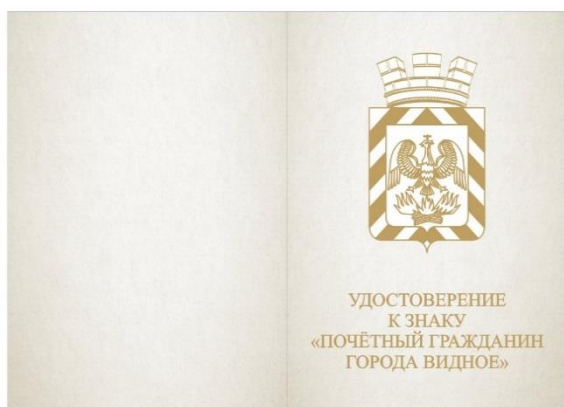 УДОСТОВЕРЕНИЕ
К ЗНАКУ
«ПОЧЁТНЫЙ ГРАЖДАНИН
ГОРОДА ВИДНОЕ»